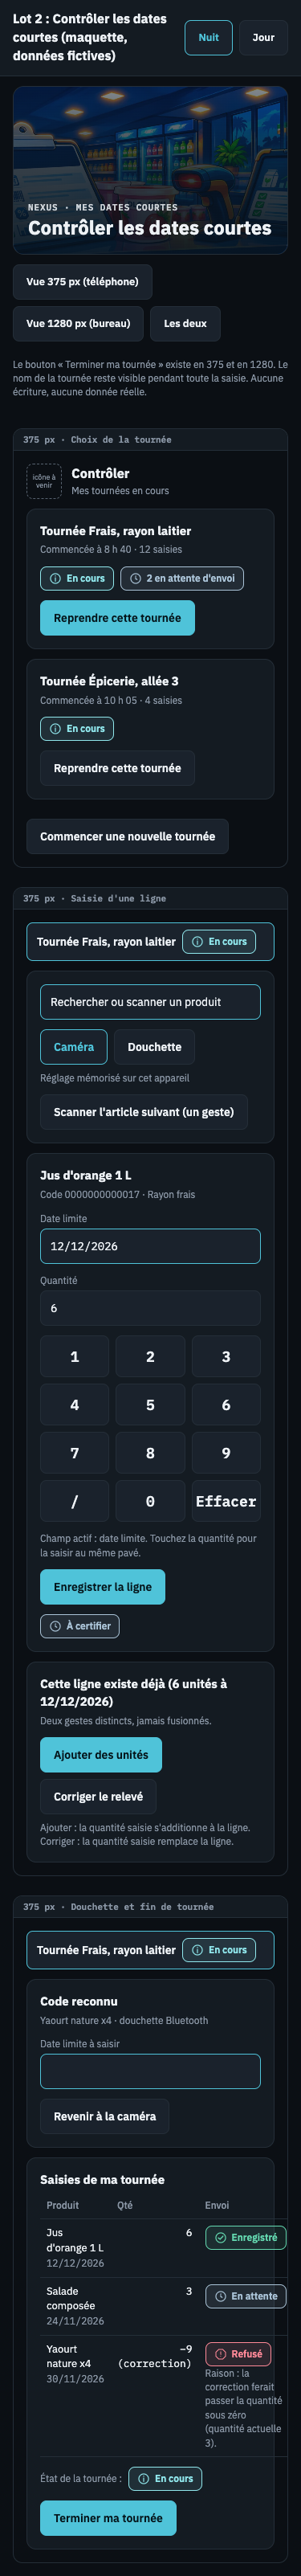 Lot 2 : Contrôler les dates
courtes (maquette,
données fictives)
Nuit
Jour
NEXUS · MES DATES COURTES
Contrôler les dates courtes
Vue 375 px (téléphone)
Vue 1280 px (bureau)
Les deux
Le bouton « Terminer ma tournée » existe en 375 et en 1280. Le
nom de la tournée reste visible pendant toute la saisie. Aucune
écriture, aucune donnée réelle.
375 px · Choix de la tournée
icône à
venir
Contrôler
Mes tournées en cours
Tournée Frais, rayon laitier
Commencée à 8 h 40 · 12 saisies
En cours
2 en attente d'envoi
Reprendre cette tournée
Tournée Épicerie, allée 3
Commencée à 10 h 05 · 4 saisies
En cours
Reprendre cette tournée
Commencer une nouvelle tournée
375 px · Saisie d'une ligne
Tournée Frais, rayon laitier
En cours
Rechercher ou scanner un produit
Caméra
Douchette
Réglage mémorisé sur cet appareil
Scanner l'article suivant (un geste)
Jus d'orange 1 L
Code 0000000000017 · Rayon frais
Date limite
12/12/2026
Quantité
6
1 2 3
4 5 6
7 8 9
/ 0 Effacer
Champ actif : date limite. Touchez la quantité pour
la saisir au même pavé.
Enregistrer la ligne
À certifier
Cette ligne existe déjà (6 unités à
12/12/2026)
Deux gestes distincts, jamais fusionnés.
Ajouter des unités
Corriger le relevé
Ajouter : la quantité saisie s'additionne à la ligne.
Corriger : la quantité saisie remplace la ligne.
375 px · Douchette et fin de tournée
Tournée Frais, rayon laitier
En cours
Code reconnu
Yaourt nature x4 · douchette Bluetooth
Date limite à saisir
Revenir à la caméra
Saisies de ma tournée
Produit Qté Envoi
Jus
d'orange 1 L
12/12/2026
6
Enregistré
Salade
composée
24/11/2026
3
En attente
Yaourt
nature x4
30/11/2026
−9
(correction)
Refusé
Raison : la
correction ferait
passer la quantité
sous zéro
(quantité actuelle
3).
État de la tournée :
En cours
Terminer ma tournée